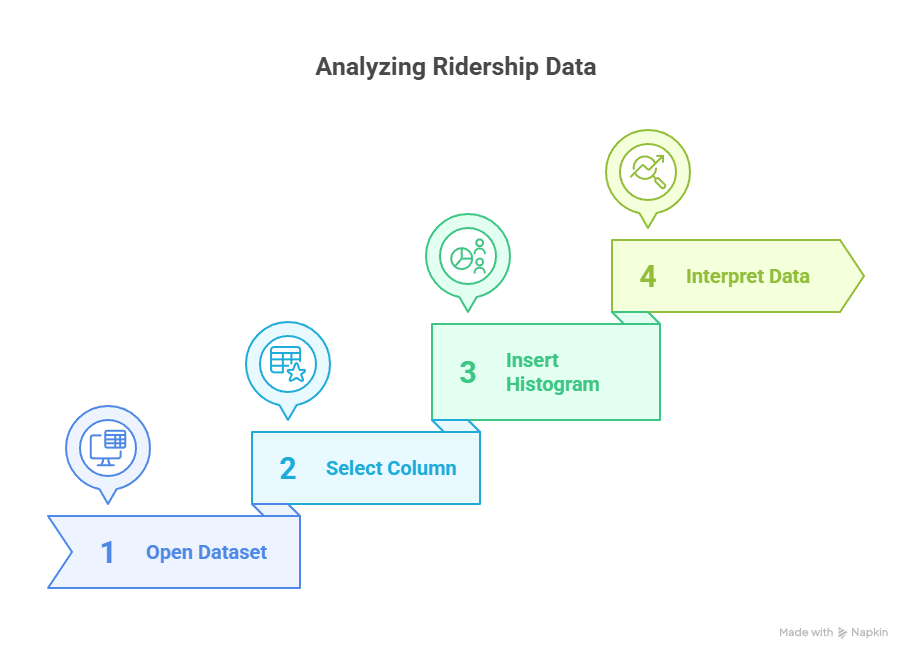 Analyzing Ridership Data
1 Open Dataset
2 Select Column
3 Insert
Histogram
4 Interpret Data
Made with Napkin